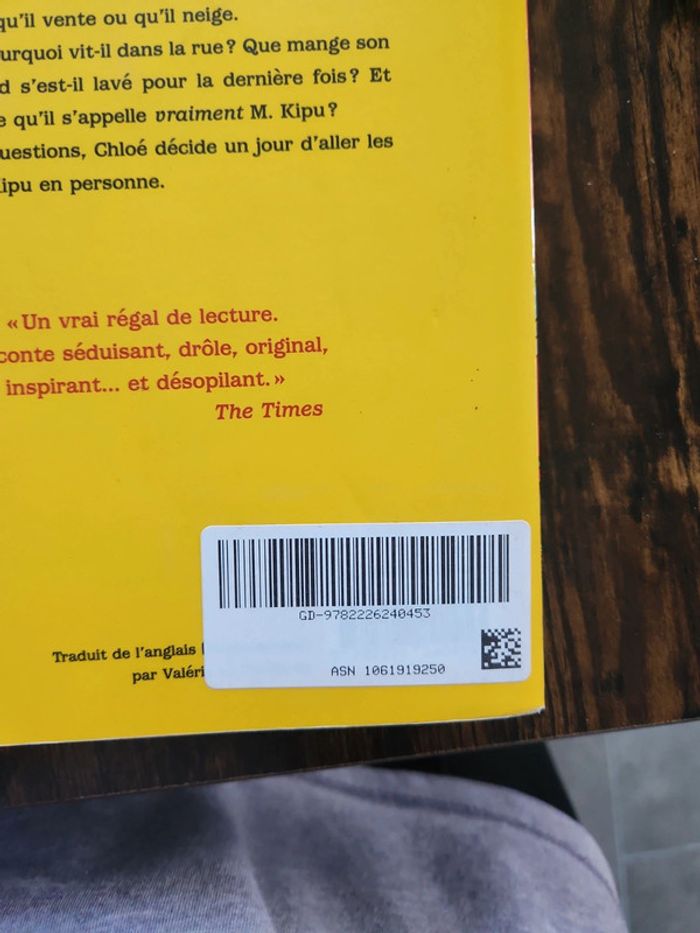 qu'il vente ou qu'il neige.
urquoi vit-il dans la rue ? Que mange son
d s'est-il lavé pour la dernière fois ? Et
e qu'il s'appelle vraiment M. Kipu ?
uestions, Chloé décide un jour d'aller les
ipu en personne.
« Un vrai régal de lecture.
conte séduisant, drôle, original,
inspirant... et désopilant. »
The Times
GD-9782226240453
Traduit de l'anglais
par Valéri
ASN 1061919250